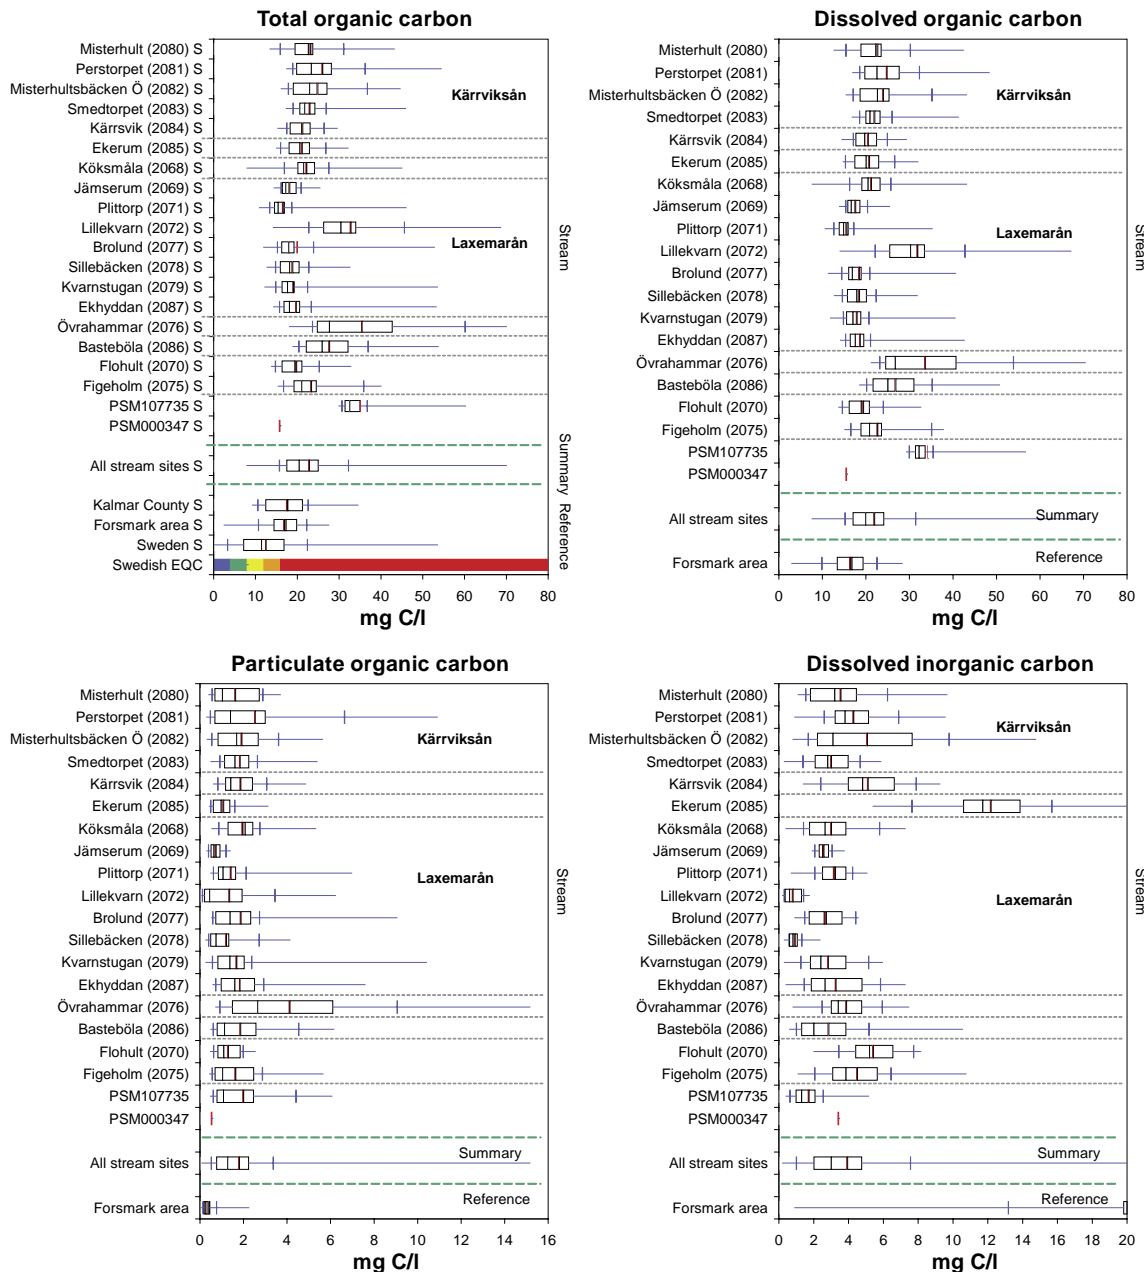 Total organic carbon
Misterhult (2080) S
Perstorpet (2081) S
Misterhultsbäcken Ö (2082) S
Smedtorpet (2083) S
Kärrsvik (2084) S
Ekerum (2085) S
Köksmåla (2068) S
Jämserum (2069) S
Plittorp (2071) S
Lillekvarn (2072) S
Brolund (2077) S
Sillebäcken (2078) S
Kvarnstugan (2079) S
Ekhyddan (2087) S
Övrahammar (2076) S
Basteböla (2086) S
Flohult (2070) S
Figeholm (2075) S
PSM107735 S
PSM000347 S
All stream sites S
Kalmar County S
Forsmark area S
Sweden S
Swedish EQC
Kärrviksån
Laxemarån
Stream
Summary
Reference
0 10 20 30 40 50 60 70 80
mg C/l
Dissolved organic carbon
Misterhult (2080)
Perstorpet (2081)
Misterhultsbäcken Ö (2082)
Smedtorpet (2083)
Kärrsvik (2084)
Ekerum (2085)
Köksmåla (2068)
Jämserum (2069)
Plittorp (2071)
Lillekvarn (2072)
Brolund (2077)
Sillebäcken (2078)
Kvarnstugan (2079)
Ekhyddan (2087)
Övrahammar (2076)
Basteböla (2086)
Flohult (2070)
Figeholm (2075)
PSM107735
PSM000347
All stream sites
Forsmark area
Kärrviksån
Laxemarån
Stream
Summary
Reference
0 10 20 30 40 50 60 70 80
mg C/l
Particulate organic carbon
Misterhult (2080)
Perstorpet (2081)
Misterhultsbäcken Ö (2082)
Smedtorpet (2083)
Kärrsvik (2084)
Ekerum (2085)
Köksmåla (2068)
Jämserum (2069)
Plittorp (2071)
Lillekvarn (2072)
Brolund (2077)
Sillebäcken (2078)
Kvarnstugan (2079)
Ekhyddan (2087)
Övrahammar (2076)
Basteböla (2086)
Flohult (2070)
Figeholm (2075)
PSM107735
PSM000347
All stream sites
Forsmark area
Kärrviksån
Laxemarån
Stream
Summary
Reference
0 2 4 6 8 10 12 14 16
mg C/l
Dissolved inorganic carbon
Misterhult (2080)
Perstorpet (2081)
Misterhultsbäcken Ö (2082)
Smedtorpet (2083)
Kärrsvik (2084)
Ekerum (2085)
Köksmåla (2068)
Jämserum (2069)
Plittorp (2071)
Lillekvarn (2072)
Brolund (2077)
Sillebäcken (2078)
Kvarnstugan (2079)
Ekhyddan (2087)
Övrahammar (2076)
Basteböla (2086)
Flohult (2070)
Figeholm (2075)
PSM107735
PSM000347
All stream sites
Forsmark area
Kärrviksån
Laxemarån
Stream
Summary
Reference
0 2 4 6 8 10 12 14 16 18 20
mg C/l